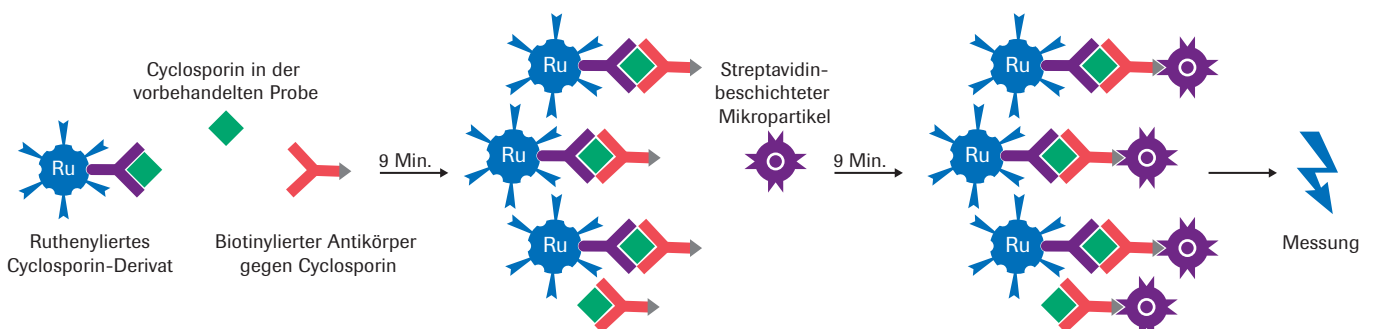 Cyclosporin in der
vorbehandelten Probe
Ru
Ruthenyliertes
Cyclosporin-Derivat
Biotinylierter Antikörper
gegen Cyclosporin
9 Min.
Ru
Ru
Ru
Streptavidin-
beschichteter
Mikropartikel
9 Min.
Ru
Ru
Ru
Messung